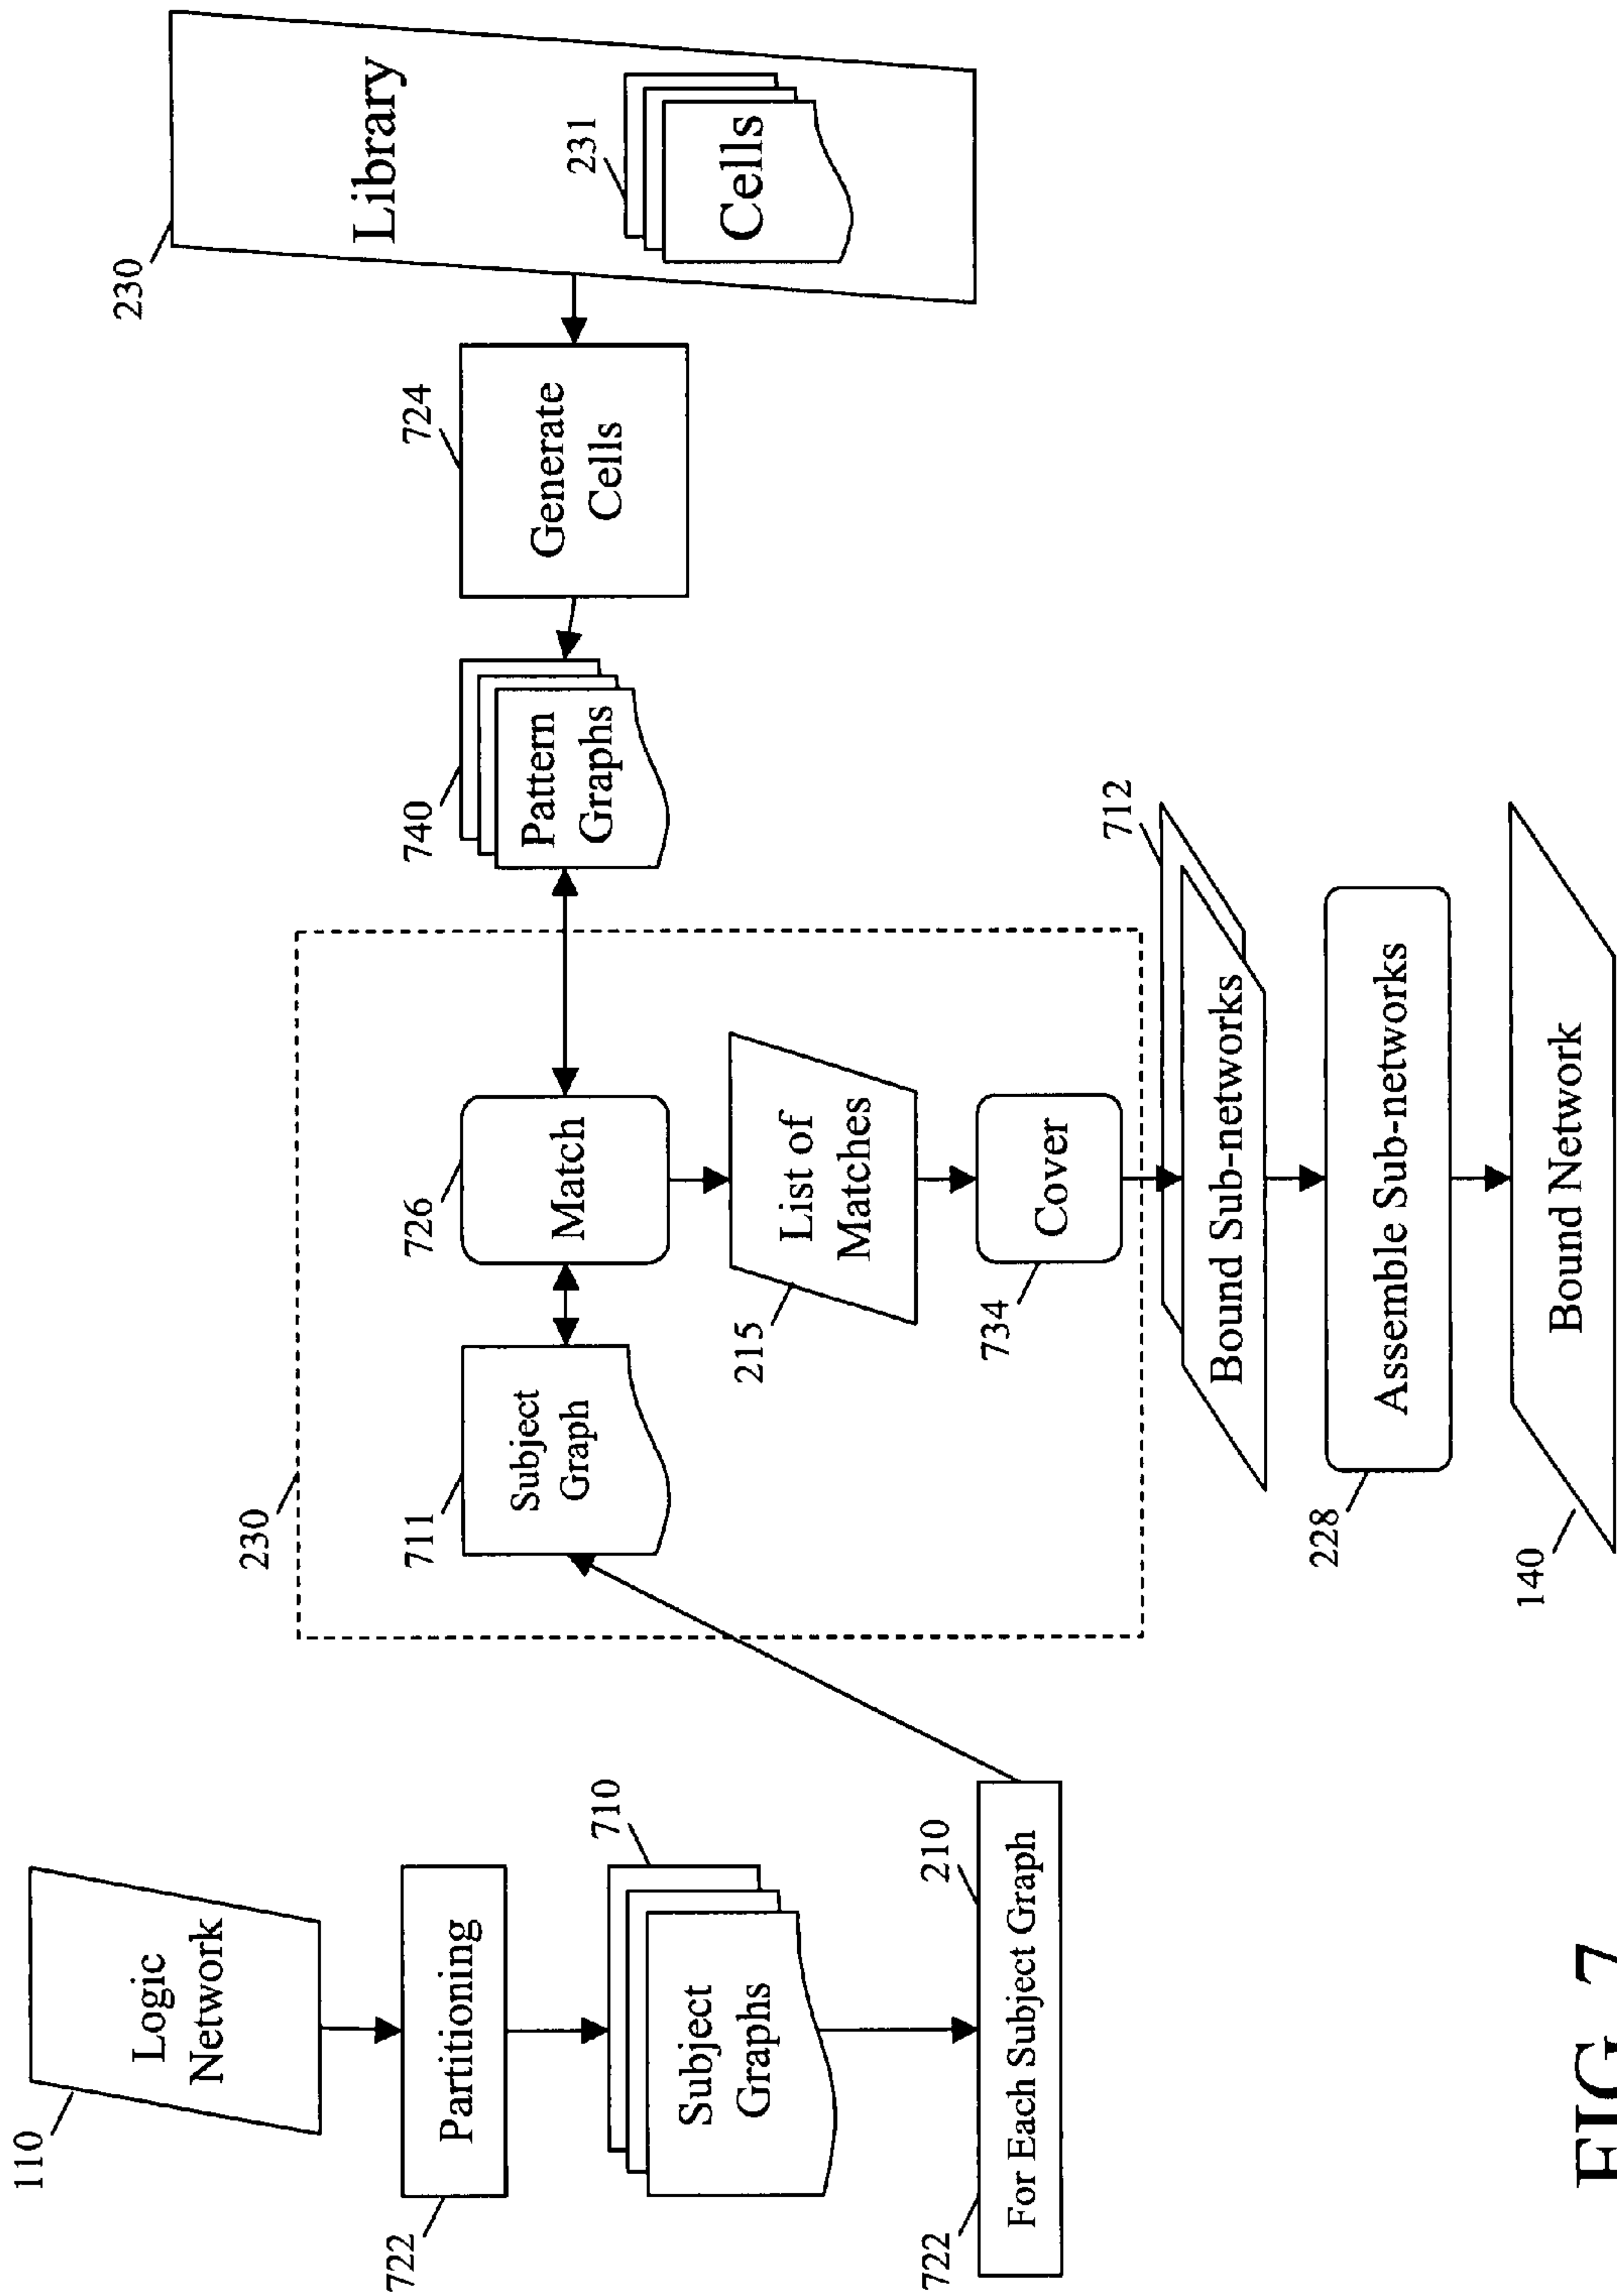 110
Logic
Network
722
Partitioning
710
Subject
Graphs
722
210
For Each Subject Graph
230
711
Subject
Graph
726
Match
215
List of
Matches
734
Cover
740
Pattern
Graphs
724
Generate
Cells
230
Library
231
Cells
712
Bound Sub-networks
228
Assemble Sub-networks
140
Bound Network
FIG 7